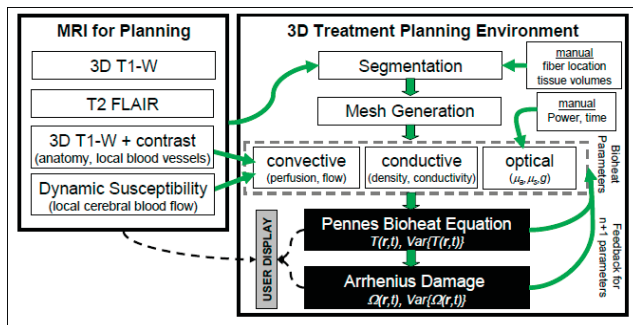 MRI for Planning
3D T1-W
T2 FLAIR
3D T1-W + contrast
(anatomy, local blood vessels)
Dynamic Susceptibility
(local cerebral blood flow)
3D Treatment Planning Environment
Segmentation
manual
fiber location
tissue volumes
Mesh Generation
manual
Power, time
convective
(perfusion, flow)
conductive
(density, conductivity)
optical
(μa,μs,g)
Bioheat
Parameters
Pennes Bioheat Equation
T(r,t), Var{T(r,t)}
Feedback for
n+1 parameters
USER DISPLAY
Arrhenius Damage
Ω(r,t), Var{Ω(r,t)}